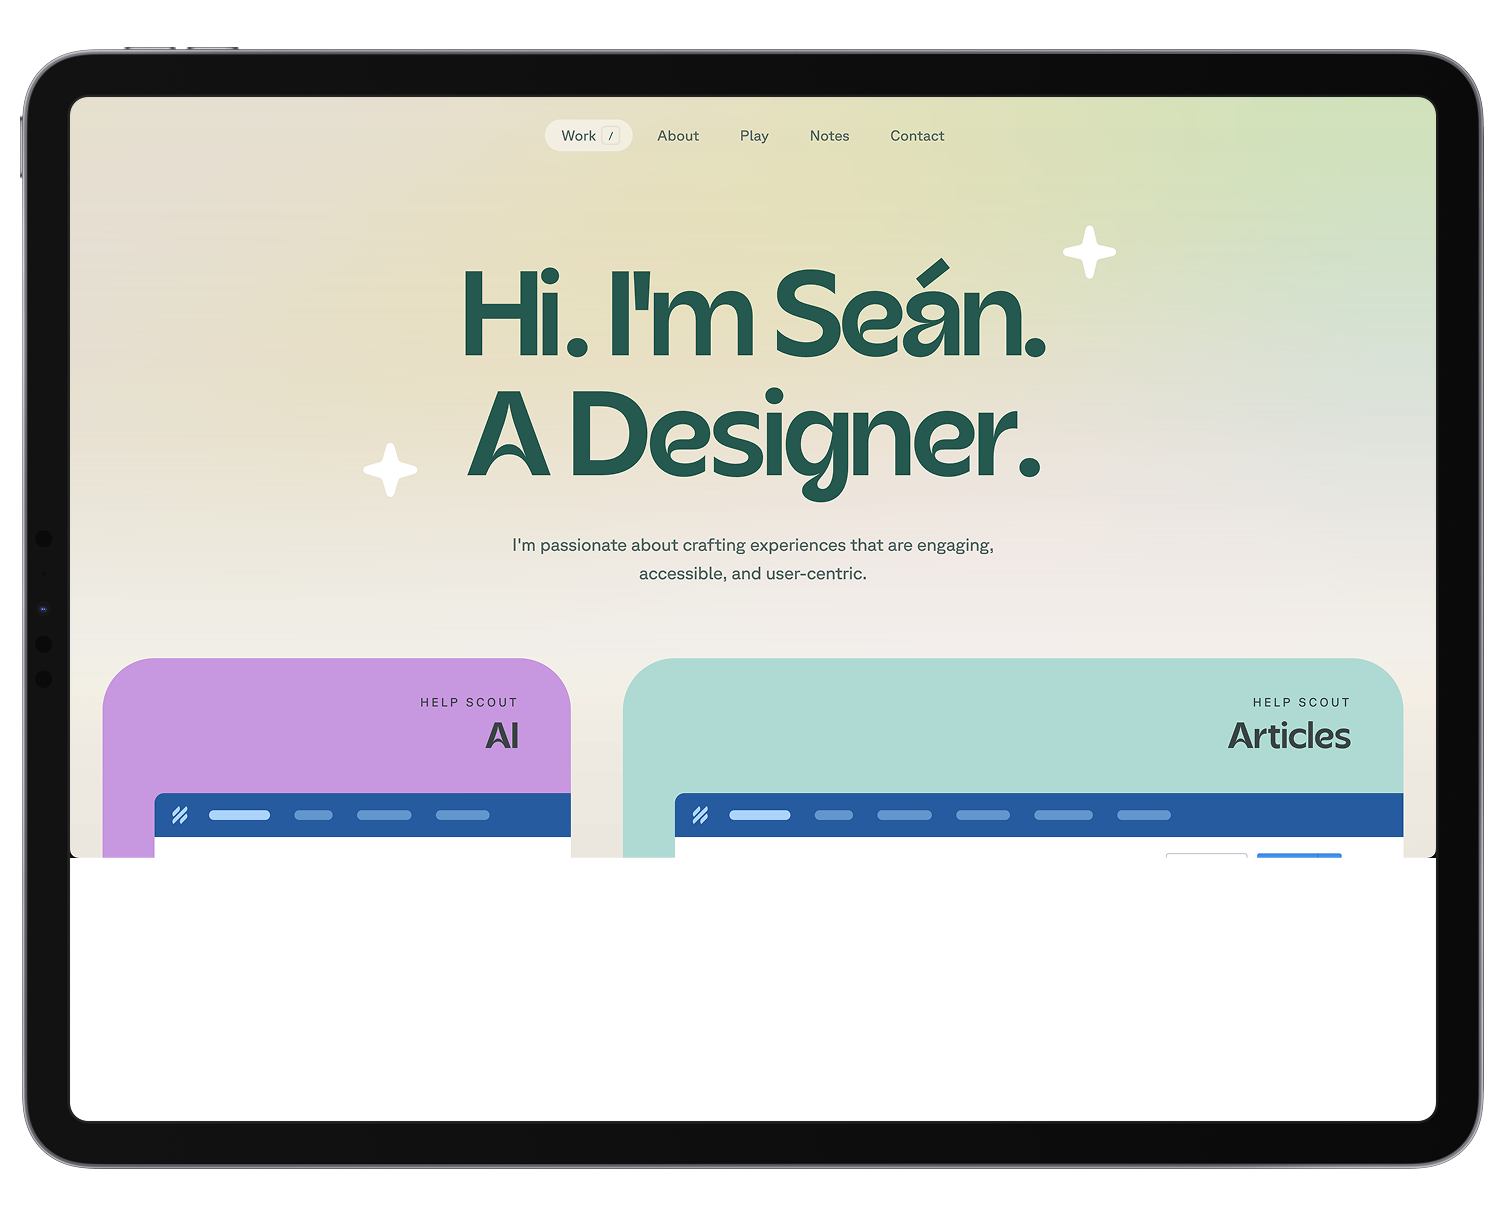 Work / About Play Notes Contact
Hi. I'm Seán.
A Designer.
I'm passionate about crafting experiences that are engaging,
accessible, and user-centric.
HELP SCOUT
AI
HELP SCOUT
Articles